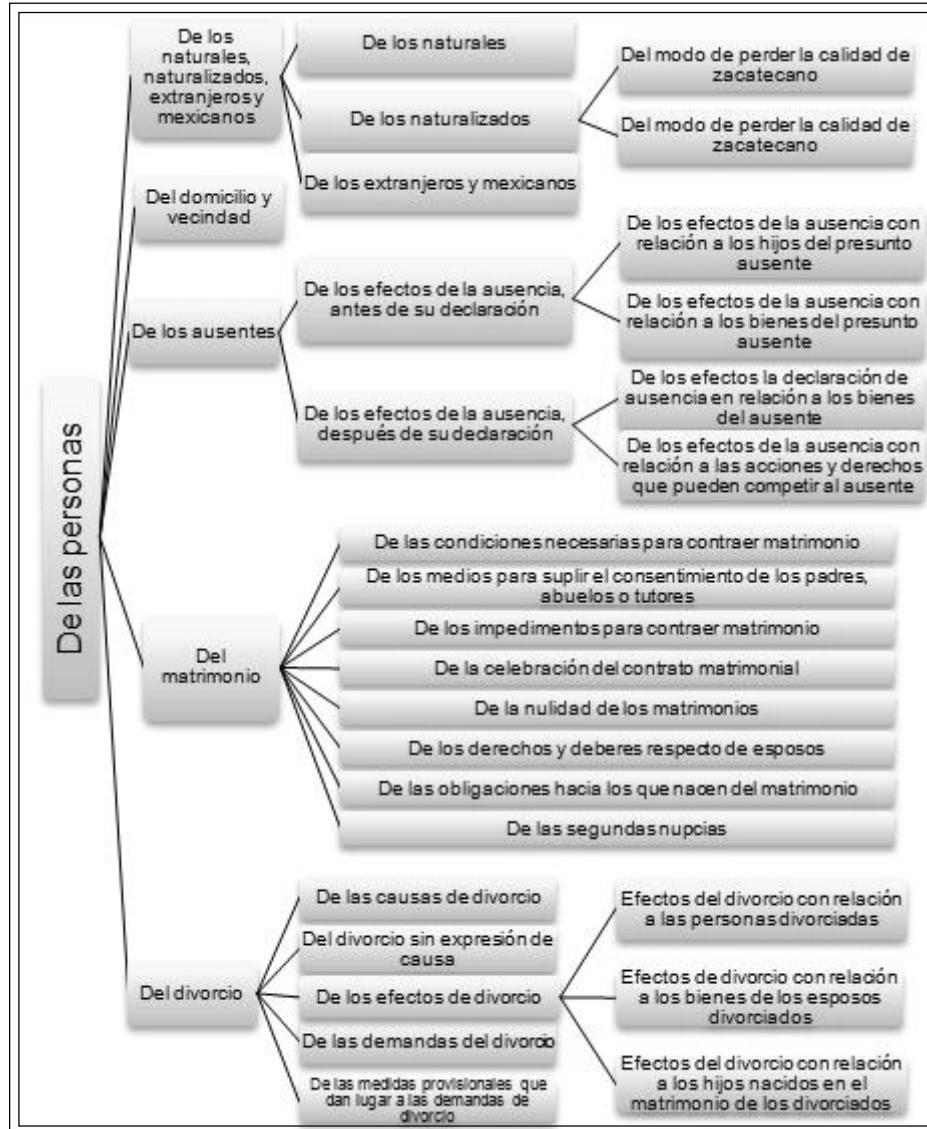 De las personas
De los
naturales,
naturalizados,
extranjeros y
mexicanos
De los naturales
De los naturalizados
Del modo de perder la calidad de
zacatecano
Del modo de perder la calidad de
zacatecano
De los extranjeros y mexicanos
Del domicilio y
vecindad
De los ausentes
De los efectos de la ausencia,
antes de su declaración
De los efectos de la ausencia con
relación a los hijos del presunto
ausente
De los efectos de la ausencia con
relación a los bienes del presunto
ausente
De los efectos de la ausencia,
después de su declaración
De los efectos la declaración de
ausencia en relación a los bienes
del ausente
De los efectos de la ausencia con
relación a las acciones y derechos
que pueden competir al ausente
Del
matrimonio
De las condiciones necesarias para contraer matrimonio
De los medios para suplir el consentimiento de los padres,
abuelos o tutores
De los impedimentos para contraer matrimonio
De la celebración del contrato matrimonial
De la nulidad de los matrimonios
De los derechos y deberes respecto de esposos
De las obligaciones hacia los que nacen del matrimonio
De las segundas nupcias
Del divorcio
De las causas de divorcio
Del divorcio sin expresión de
causa
De los efectos de divorcio
Efectos del divorcio con relación
a las personas divorciadas
Efectos de divorcio con relación
a los bienes de los esposos
divorciados
Efectos del divorcio con relación
a los hijos nacidos en el
matrimonio de los divorciados
De las demandas del divorcio
De las medidas provisionales que
dan lugar a las demandas de
divorcio